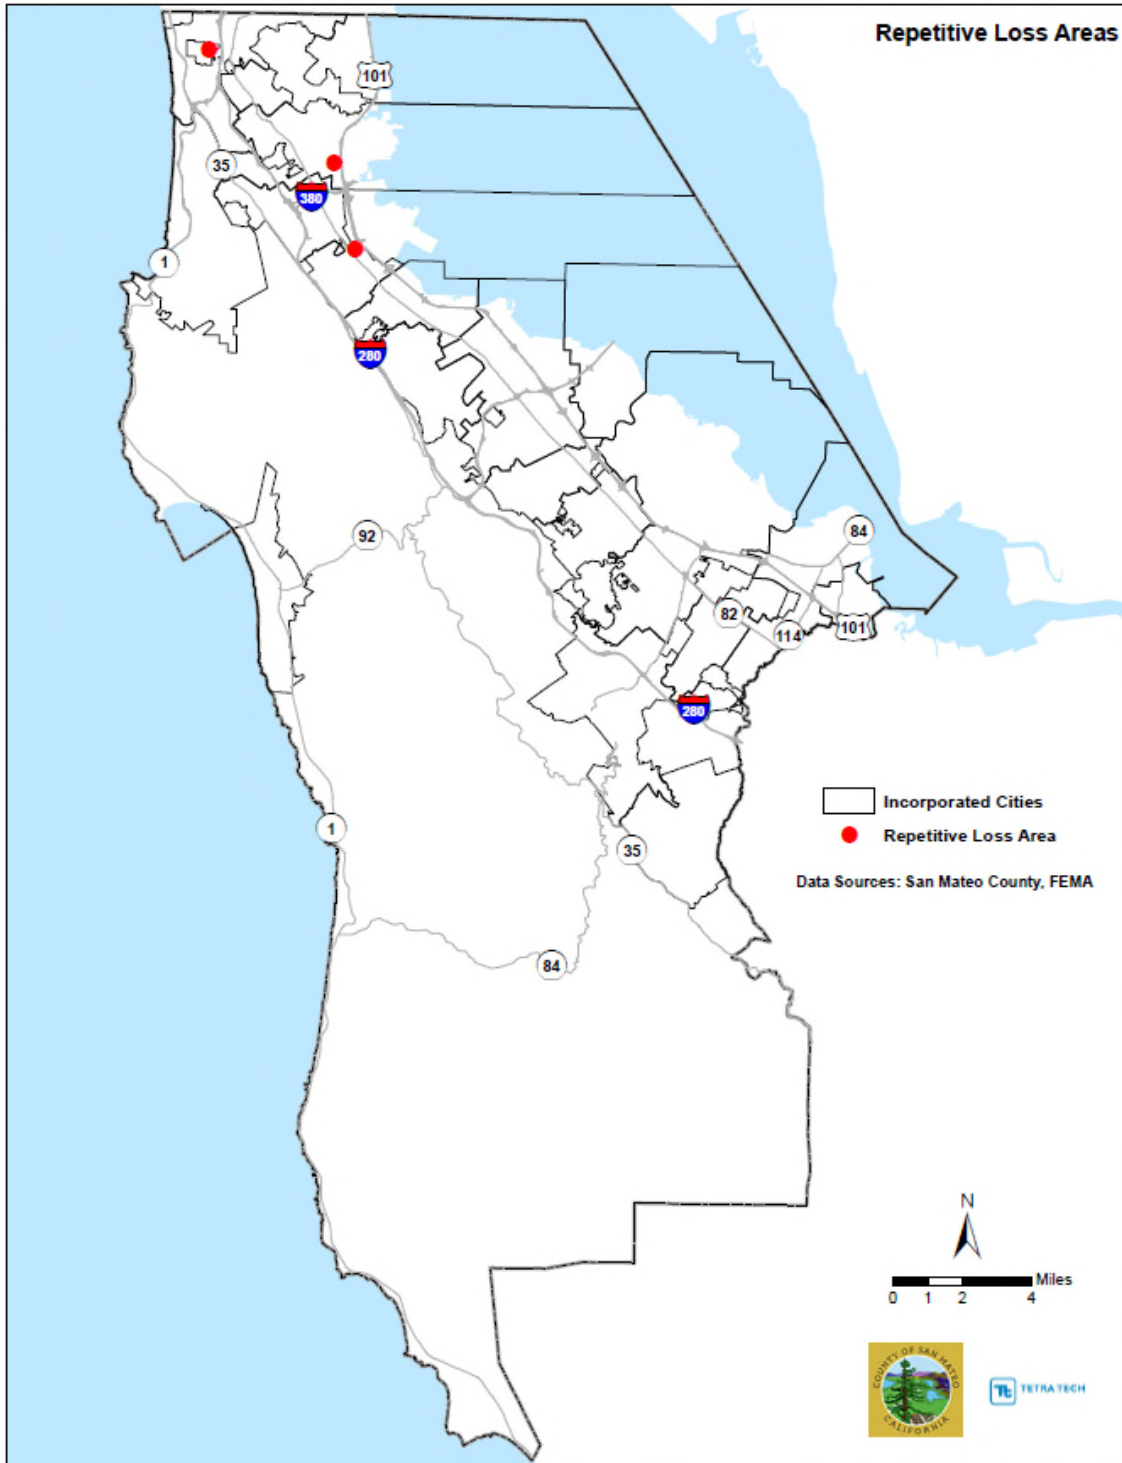 Repetitive Loss Areas
101
35
380
1
280
92
84
82
114
101
280
Incorporated Cities
1
Repetitive Loss Area
35
Data Sources: San Mateo County, FEMA
84
N
Miles
0 1 2 4
COUNTY OF SAN MATEO
CALIFORNIA
Tt TETRA TECH